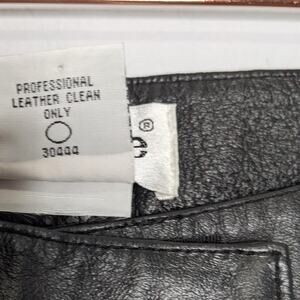 PROFESSIONAL
LEATHER CLEAN
ONLY
30444
e®